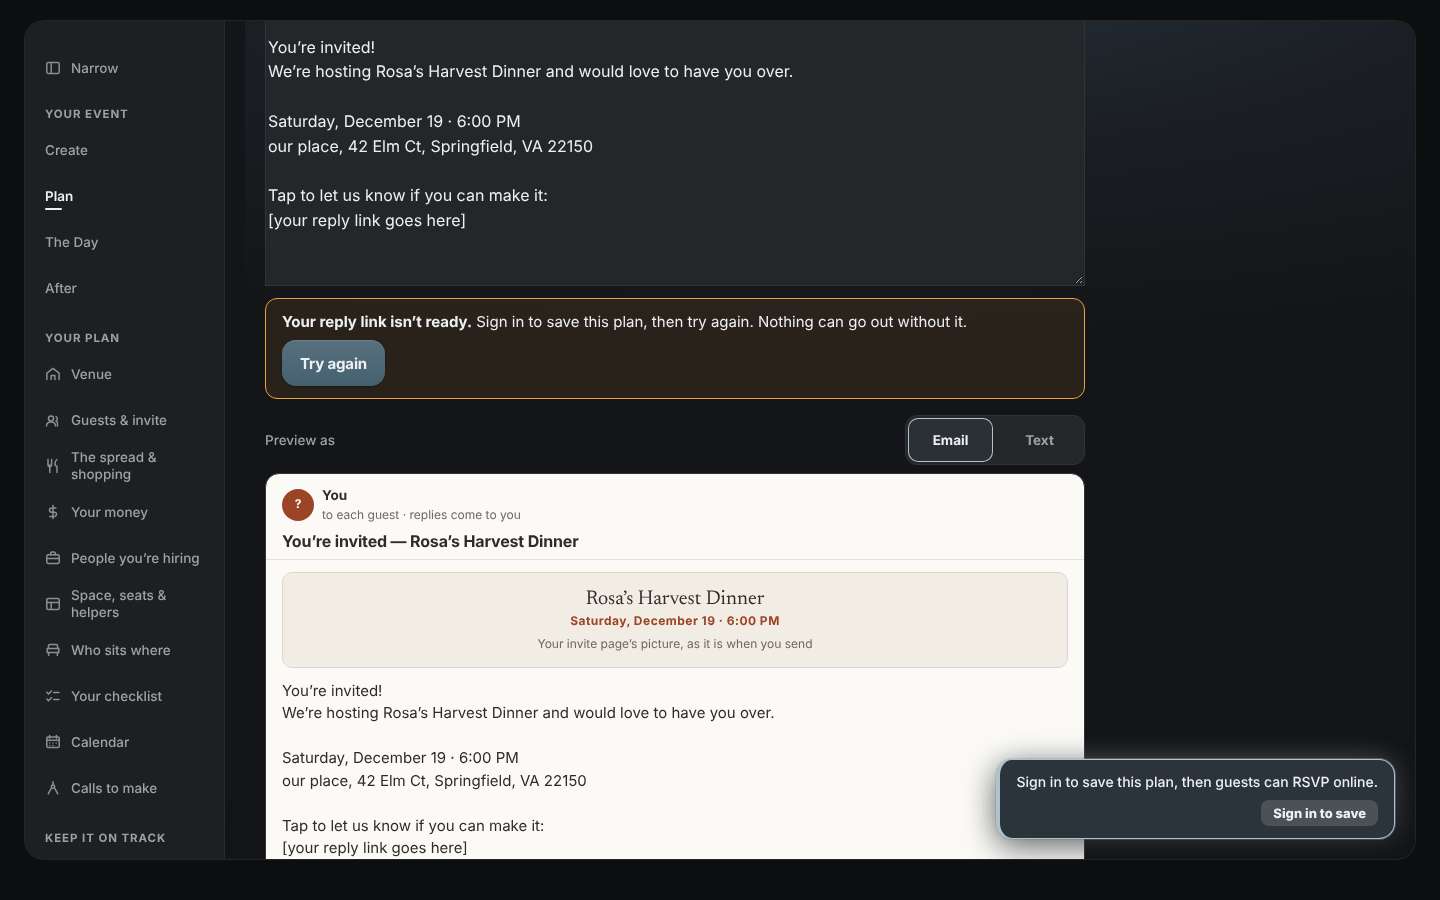 Narrow
YOUR EVENT
Create
Plan
The Day
After
YOUR PLAN
Venue
Guests & invite
The spread &
shopping
Your money
People you’re hiring
Space, seats &
helpers
Who sits where
Your checklist
Calendar
Calls to make
KEEP IT ON TRACK
You’re invited!
We’re hosting Rosa’s Harvest Dinner and would love to have you over.
Saturday, December 19 · 6:00 PM
our place, 42 Elm Ct, Springfield, VA 22150
Tap to let us know if you can make it:
[your reply link goes here]
Your reply link isn’t ready. Sign in to save this plan, then try again. Nothing can go out without it.
Try again
Preview as
Email
Text
?
You
to each guest · replies come to you
You’re invited — Rosa’s Harvest Dinner
Rosa’s Harvest Dinner
Saturday, December 19 · 6:00 PM
Your invite page’s picture, as it is when you send
You’re invited!
We’re hosting Rosa’s Harvest Dinner and would love to have you over.
Saturday, December 19 · 6:00 PM
our place, 42 Elm Ct, Springfield, VA 22150
Tap to let us know if you can make it:
[your reply link goes here]
Sign in to save this plan, then guests can RSVP online.
Sign in to save